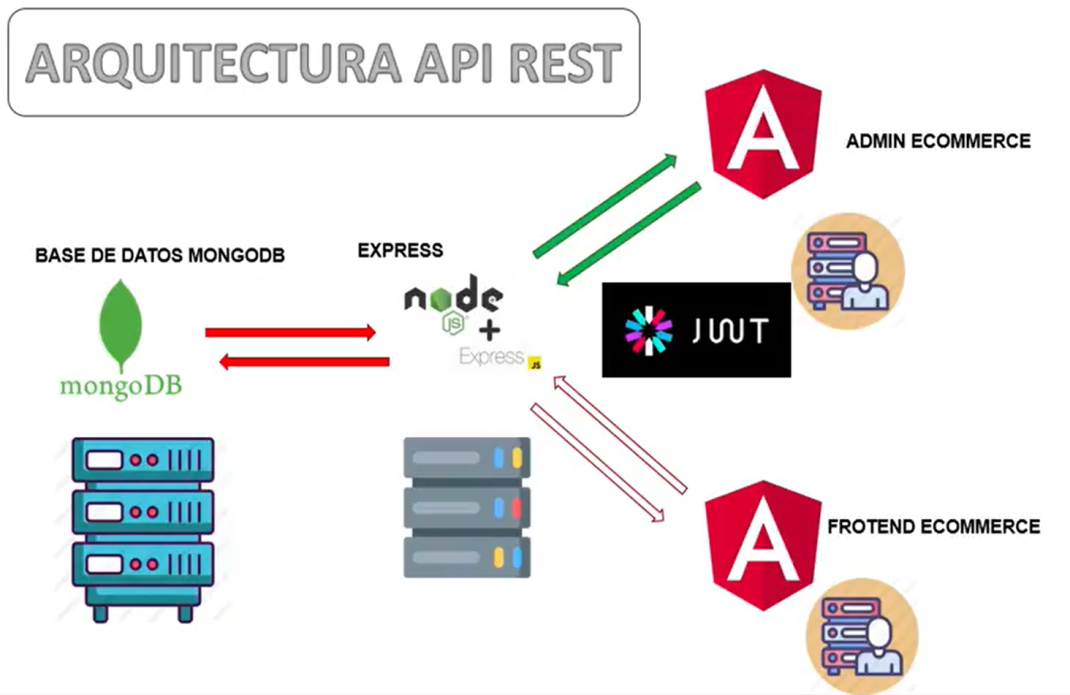 ARQUITECTURA API REST
ADMIN ECOMMERCE
BASE DE DATOS MONGODB
EXPRESS
node
JS
+
Express
JS
JWT
mongoDB
FROTEND ECOMMERCE